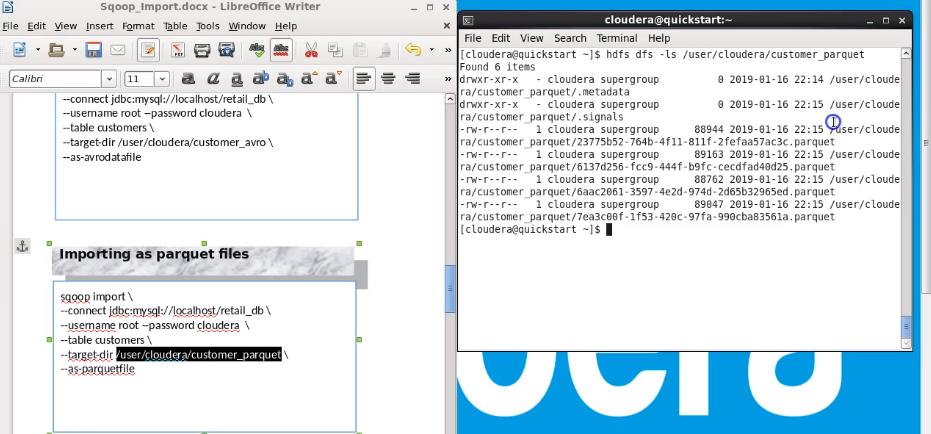 Sqoop_Import.docx - LibreOffice Writer
File Edit View Insert Format Table Tools Window Help
Calibri 11
--connect jdbc:mysql://localhost/retail_db \
--username root --password cloudera \
--table customers \
--target-dir /user/cloudera/customer_avro \
--as-avrodatafile
Importing as parquet files
sqoop import \
--connect jdbc:mysql://localhost/retail_db \
--username root –password cloudera \
--table customers \
--target-dir /user/cloudera/customer_parquet \
--as-parquetfile
cloudera@quickstart:~
File Edit View Search Terminal Help
[cloudera@quickstart ~]$ hdfs dfs -ls /user/cloudera/customer_parquet
Found 6 items
drwxr-xr-x - cloudera supergroup 0 2019-01-16 22:14 /user/cloude
ra/customer_parquet/.metadata
drwxr-xr-x - cloudera supergroup 0 2019-01-16 22:15 /user/cloude
ra/customer_parquet/.signals
-rw-r--r-- 1 cloudera supergroup 88944 2019-01-16 22:15 /user/cloude
ra/customer_parquet/23775b52-764b-4f11-811f-2fefaa57ac3c.parquet
-rw-r--r-- 1 cloudera supergroup 89163 2019-01-16 22:15 /user/cloude
ra/customer_parquet/6137d256-fcc9-444f-b9fc-cecdfad40d25.parquet
-rw-r--r-- 1 cloudera supergroup 88762 2019-01-16 22:15 /user/cloude
ra/customer_parquet/6aac2061-3597-4e2d-974d-2d65b32965ed.parquet
-rw-r--r-- 1 cloudera supergroup 89047 2019-01-16 22:15 /user/cloude
ra/customer_parquet/7ea3c00f-1f53-420c-97fa-990cba83561a.parquet
[cloudera@quickstart ~]$